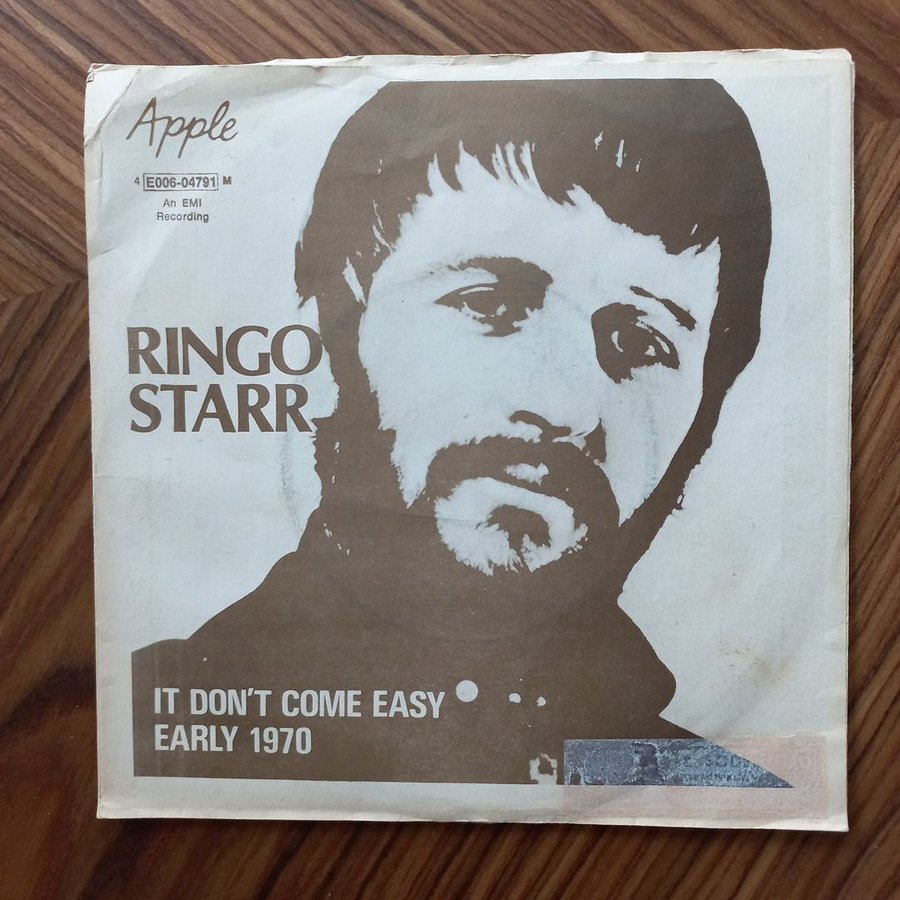 Apple
4 E006-04791 M
An EMI
Recording
RINGO
STARR
IT DON'T COME EASY
EARLY 1970